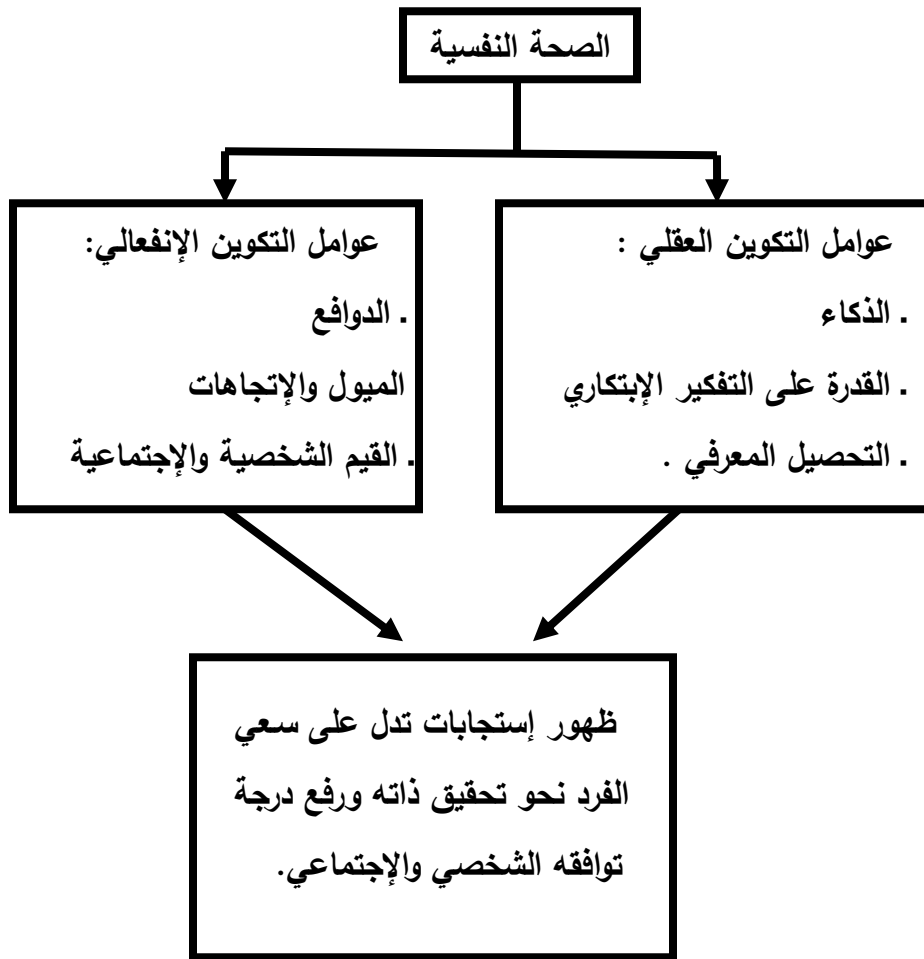 الصحة النفسية
عوامل التكوين العقلي :
. الذكاء
. القدرة على التفكير الإبتكاري
. التحصيل المعرفي .
عوامل التكوين الإنفعالي:
. الدوافع
الميول والإتجاهات
. القيم الشخصية والإجتماعية
ظهور إستجابات تدل على سعي
الفرد نحو تحقيق ذاته ورفع درجة
توافقه الشخصي والإجتماعي.